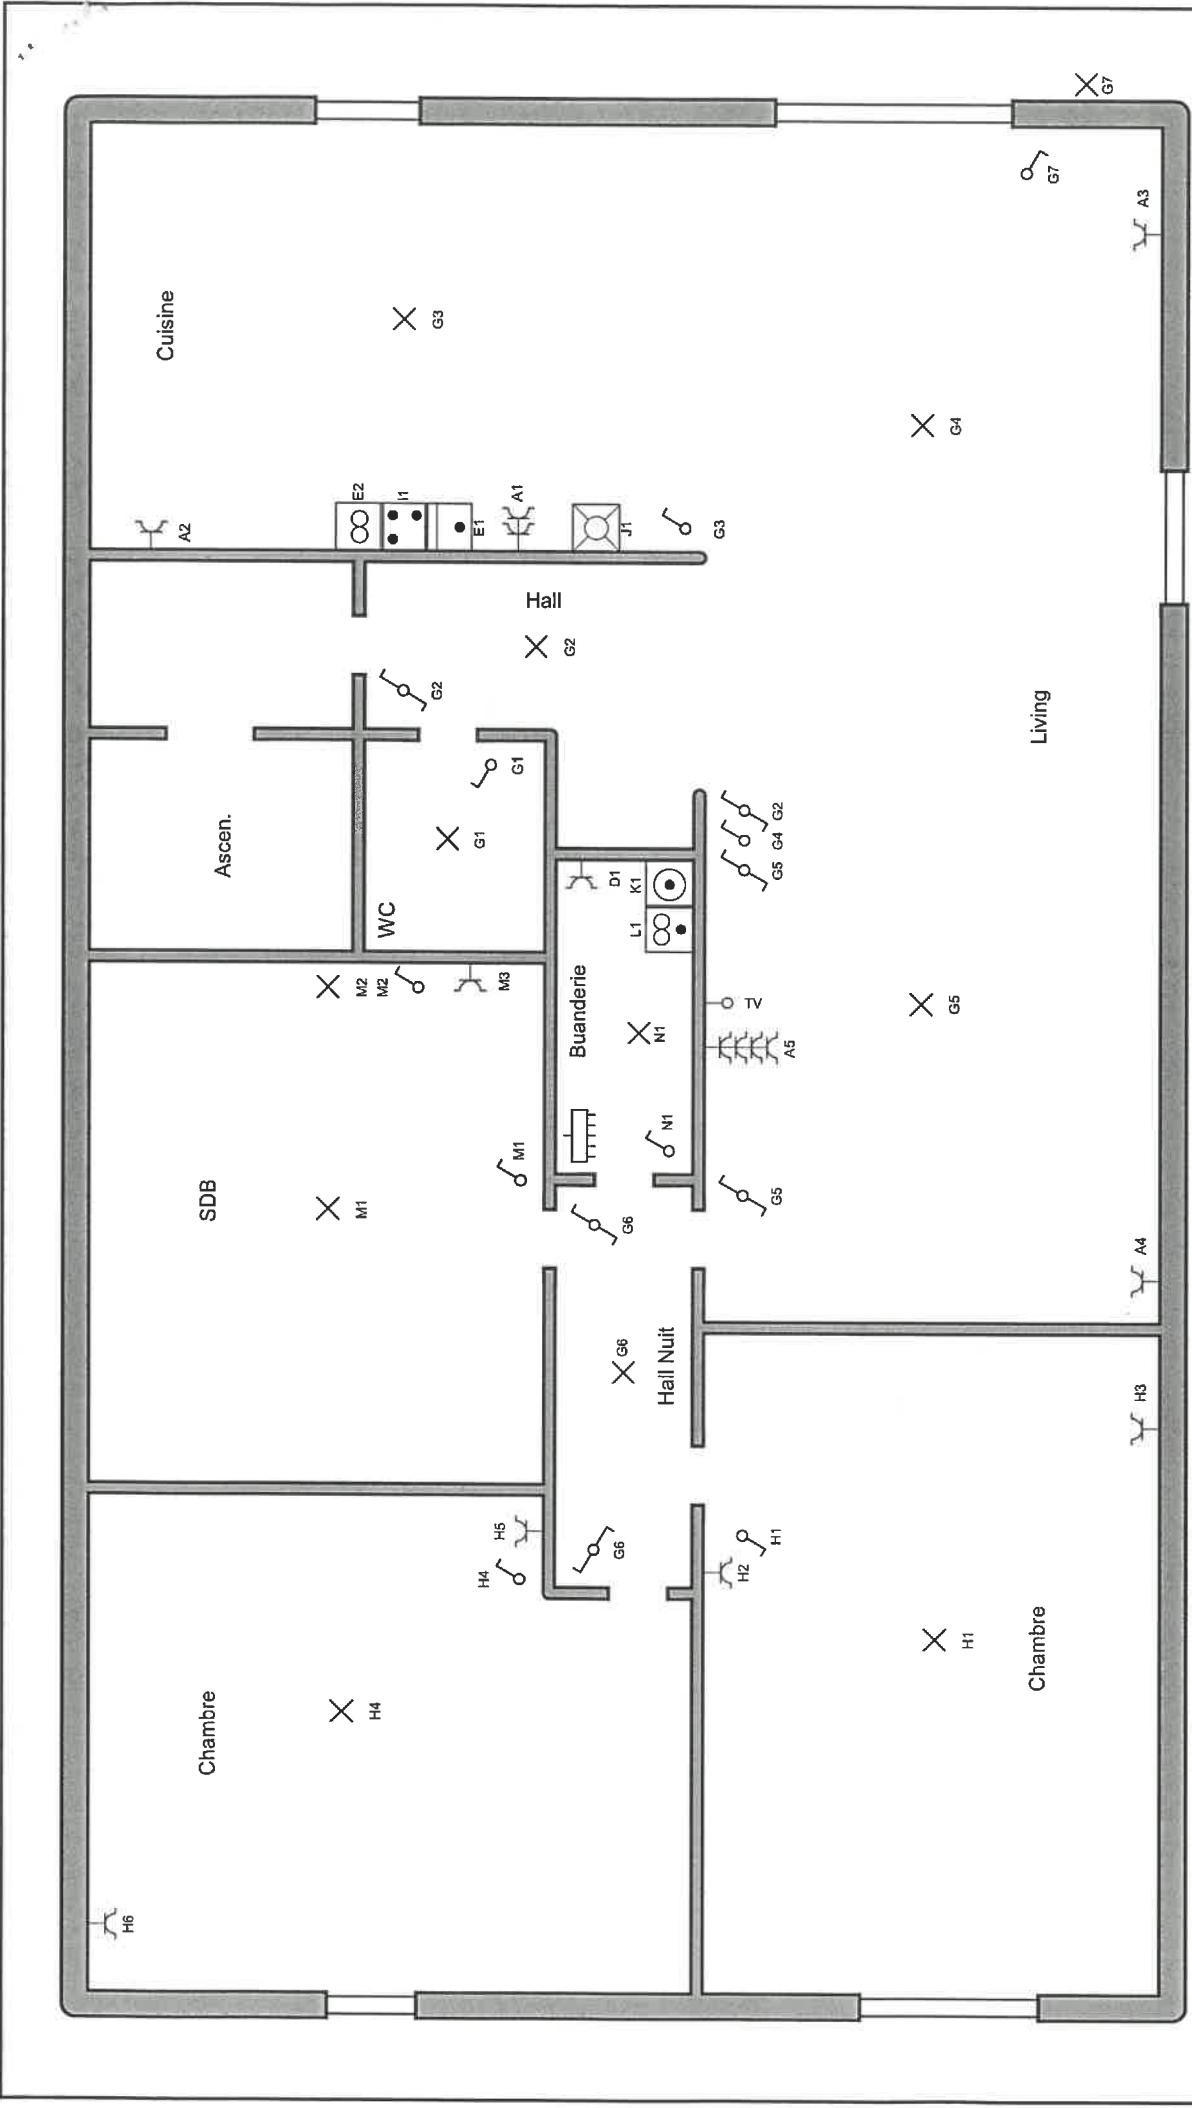 H6
Cuisine
A2
Chambre
SDB
Ascen.
M1
M2
E2
H4
M2
WC
I1
G2
G3
H4
G1
E1
H5
M3
M1
G1
A1
Hall
G2
Buanderie
D1
G6
G6
G6
J1
L1
K1
Hall Nuit
N1
N1
G3
H2
TV
H1
G5
G5
G4
G2
A5
H1
G5
G4
Chambre
Living
G7
G7
H3
A4
A3